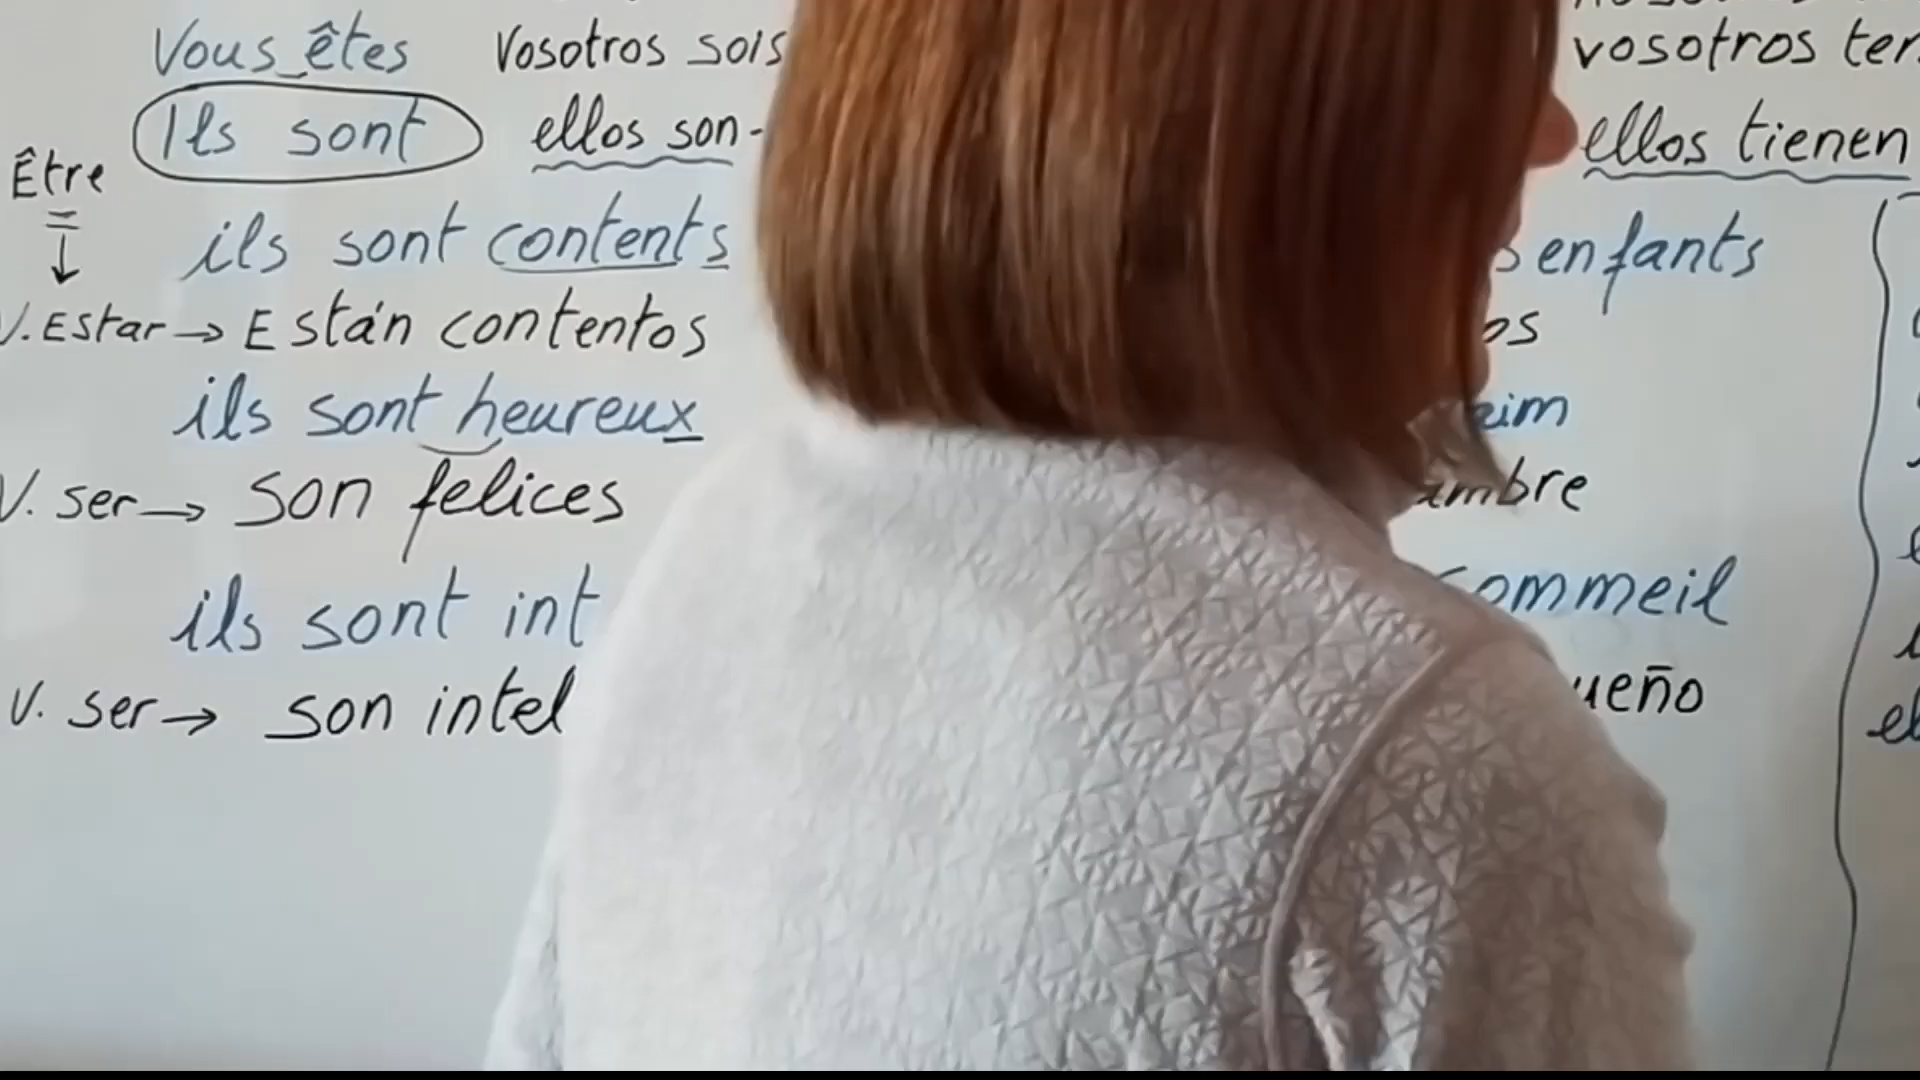 Vous êtes Vosotros sois
Ils sont ellos son-
Être
ils sont contents
V. Estar → Están contentos
ils sont heureux
V. ser → son felices
ils sont int
V. ser → son intel
vosotros ten
ellos tienen
enfants
os
aim
ambre
sommeil
ueño